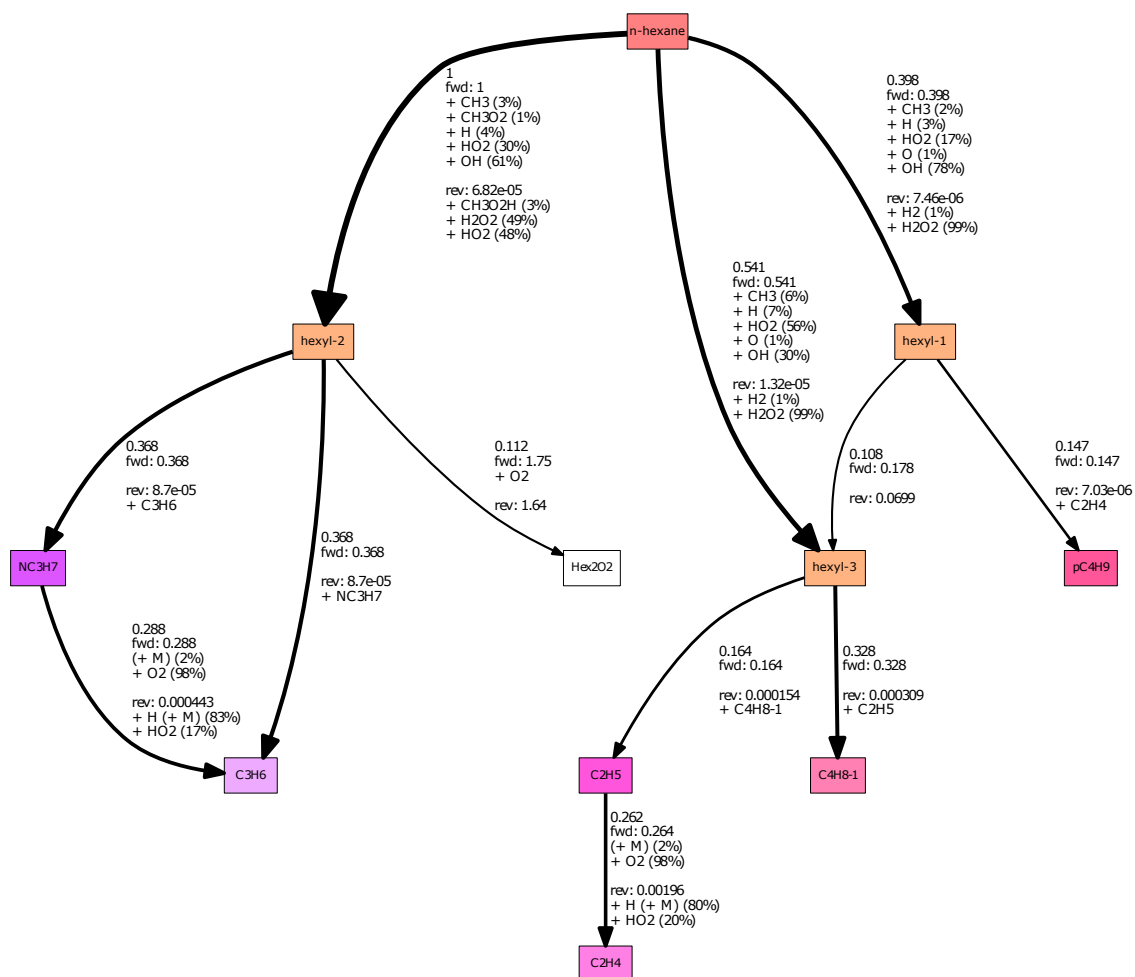 n-hexane
1
fwd: 1
+ CH3 (3%)
+ CH3O2 (1%)
+ H (4%)
+ HO2 (30%)
+ OH (61%)
rev: 6.82e-05
+ CH3O2H (3%)
+ H2O2 (49%)
+ HO2 (48%)
0.398
fwd: 0.398
+ CH3 (2%)
+ H (3%)
+ HO2 (17%)
+ O (1%)
+ OH (78%)
rev: 7.46e-06
+ H2 (1%)
+ H2O2 (99%)
0.541
fwd: 0.541
+ CH3 (6%)
+ H (7%)
+ HO2 (56%)
+ O (1%)
+ OH (30%)
rev: 1.32e-05
+ H2 (1%)
+ H2O2 (99%)
hexyl-2
hexyl-1
0.368
fwd: 0.368
rev: 8.7e-05
+ C3H6
0.368
fwd: 0.368
rev: 8.7e-05
+ NC3H7
0.112
fwd: 1.75
+ O2
rev: 1.64
0.108
fwd: 0.178
rev: 0.0699
0.147
fwd: 0.147
rev: 7.03e-06
+ C2H4
NC3H7
Hex2O2
hexyl-3
pC4H9
0.288
fwd: 0.288
(+ M) (2%)
+ O2 (98%)
rev: 0.000443
+ H (+ M) (83%)
+ HO2 (17%)
0.164
fwd: 0.164
rev: 0.000154
+ C4H8-1
0.328
fwd: 0.328
rev: 0.000309
+ C2H5
C3H6
C2H5
C4H8-1
0.262
fwd: 0.264
(+ M) (2%)
+ O2 (98%)
rev: 0.00196
+ H (+ M) (80%)
+ HO2 (20%)
C2H4